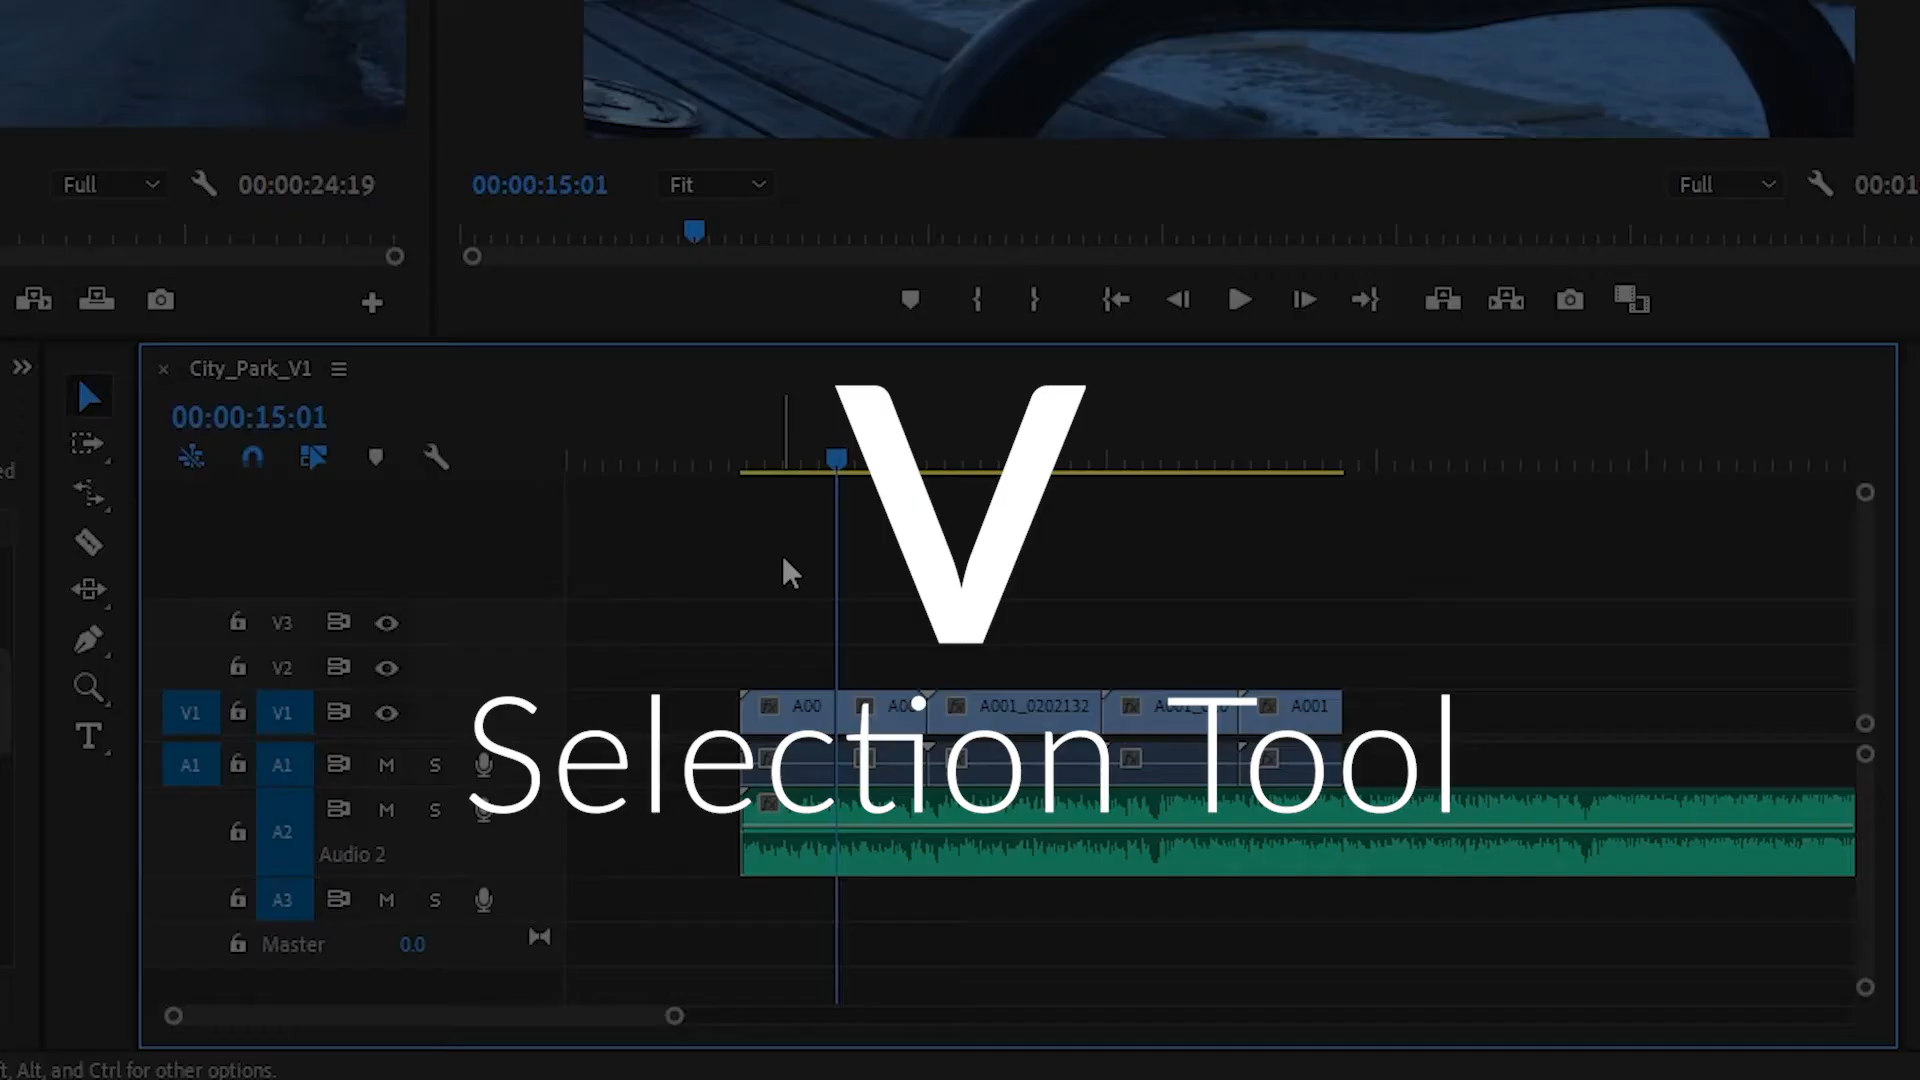 Full
00:00:24:19
00:00:15:01
Fit
Full
00:01
City_Park_V1
00:00:15:01
ed
V
V3
V2
V1 V1
A00
A00
A001_0202132
A001
A1 A1 M S
Selection Tool
A2 M S
Audio 2
A3 M S
Master 0.0
t, Alt, and Ctrl for other options.